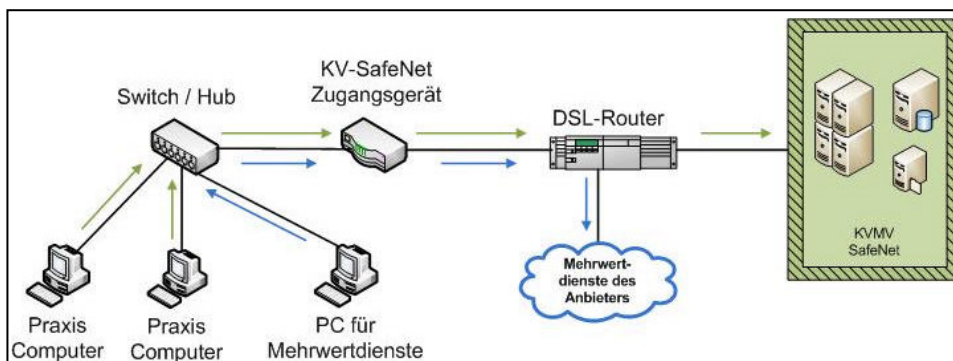 KV-SafeNet
Zugangsgerät
Switch / Hub
DSL-Router
KVMV
SafeNet
Mehrwert-
dienste des
Anbieters
Praxis
Computer
Praxis
Computer
PC für
Mehrwertdienste